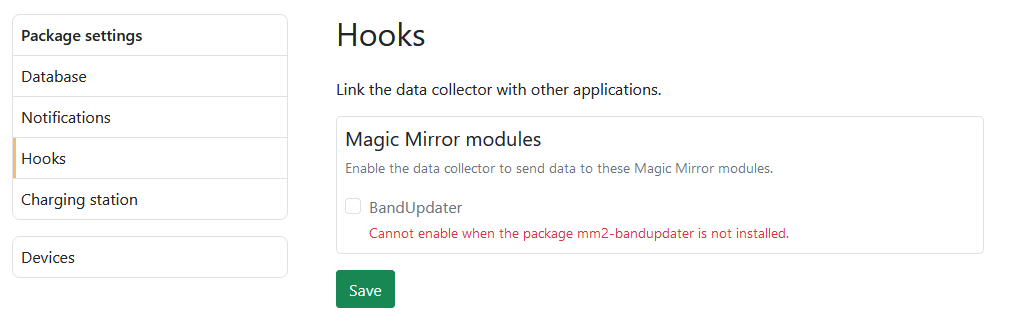 Package settings
Database
Notifications
Hooks
Charging station
Devices
Hooks
Link the data collector with other applications.
Magic Mirror modules
Enable the data collector to send data to these Magic Mirror modules.
BandUpdater
Cannot enable when the package mm2-bandupdater is not installed.
Save